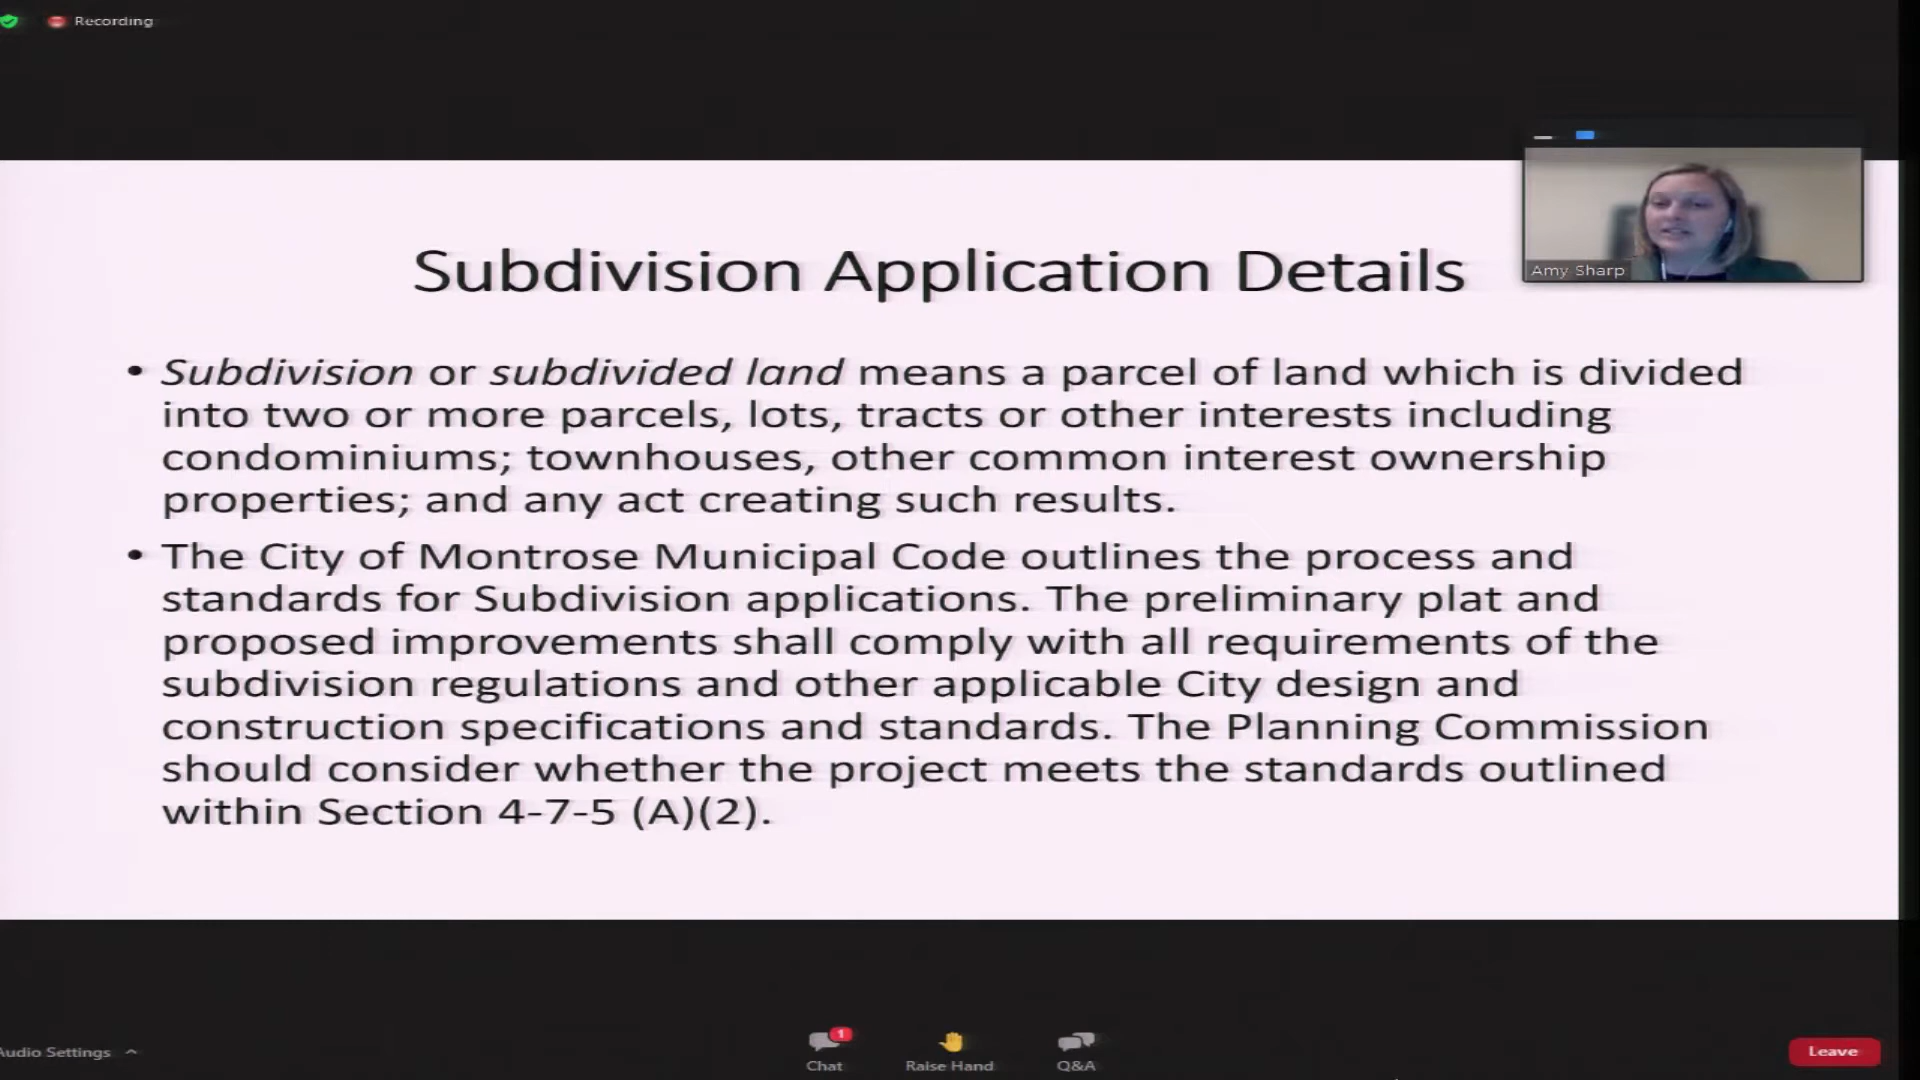 Recording
Subdivision Application Details
Amy Sharp
• Subdivision or subdivided land means a parcel of land which is divided
into two or more parcels, lots, tracts or other interests including
condominiums; townhouses, other common interest ownership
properties; and any act creating such results.
• The City of Montrose Municipal Code outlines the process and
standards for Subdivision applications. The preliminary plat and
proposed improvements shall comply with all requirements of the
subdivision regulations and other applicable City design and
construction specifications and standards. The Planning Commission
should consider whether the project meets the standards outlined
within Section 4-7-5 (A)(2).
Audio Settings
1
Chat
Raise Hand
Q&A
Leave